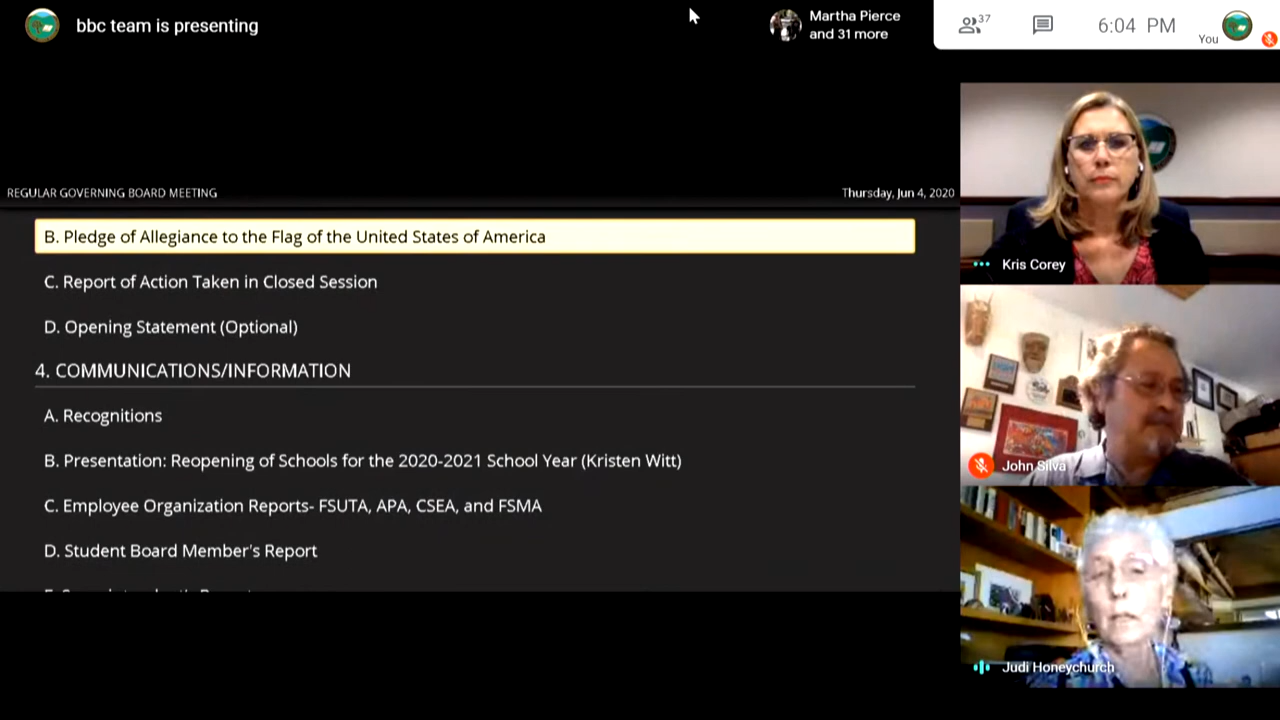 bbc team is presenting
Martha Pierce
and 31 more
37
6:04 PM
You
REGULAR GOVERNING BOARD MEETING
Thursday, Jun 4, 2020
B. Pledge of Allegiance to the Flag of the United States of America
C. Report of Action Taken in Closed Session
D. Opening Statement (Optional)
4. COMMUNICATIONS/INFORMATION
A. Recognitions
B. Presentation: Reopening of Schools for the 2020-2021 School Year (Kristen Witt)
C. Employee Organization Reports- FSUTA, APA, CSEA, and FSMA
D. Student Board Member's Report
Kris Corey
John Silva
Judi Honeychurch